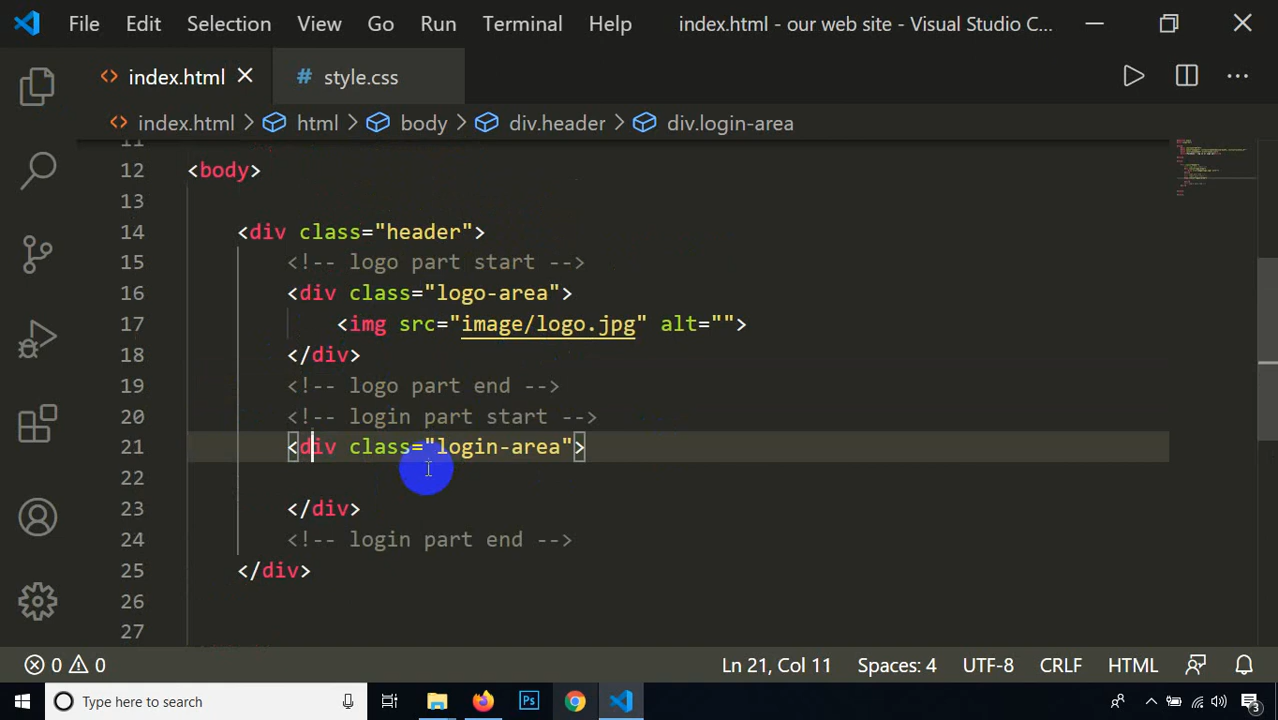 File Edit Selection View Go Run Terminal Help index.html - our web site - Visual Studio C...
index.html style.css
index.html > html > body > div.header > div.login-area
11
12 <body>
13
14 <div class="header">
15 <!-- logo part start -->
16 <div class="logo-area">
17 <img src="image/logo.jpg" alt="">
18 </div>
19 <!-- logo part end -->
20 <!-- login part start -->
21 <div class="login-area">
22
23 </div>
24 <!-- login part end -->
25 </div>
26
27
0 0 Ln 21, Col 11 Spaces: 4 UTF-8 CRLF HTML
Type here to search Ps 3